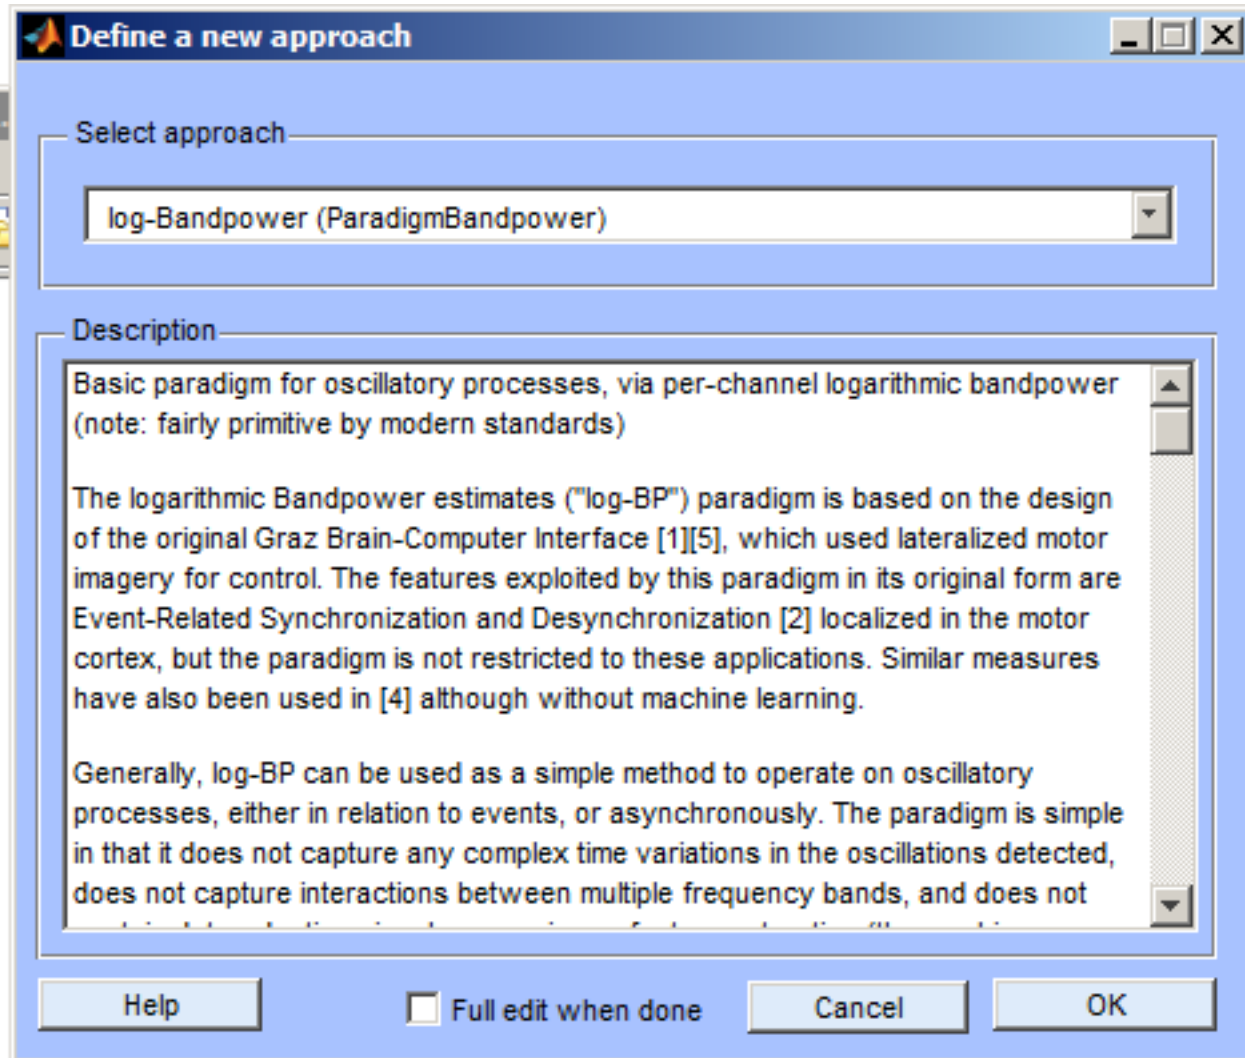 Define a new approach
Select approach
log-Bandpower (ParadigmBandpower)
Description
Basic paradigm for oscillatory processes, via per-channel logarithmic bandpower
(note: fairly primitive by modern standards)
The logarithmic Bandpower estimates ("log-BP") paradigm is based on the design
of the original Graz Brain-Computer Interface [1][5], which used lateralized motor
imagery for control. The features exploited by this paradigm in its original form are
Event-Related Synchronization and Desynchronization [2] localized in the motor
cortex, but the paradigm is not restricted to these applications. Similar measures
have also been used in [4] although without machine learning.
Generally, log-BP can be used as a simple method to operate on oscillatory
processes, either in relation to events, or asynchronously. The paradigm is simple
in that it does not capture any complex time variations in the oscillations detected,
does not capture interactions between multiple frequency bands, and does not
Help
Full edit when done
Cancel
OK